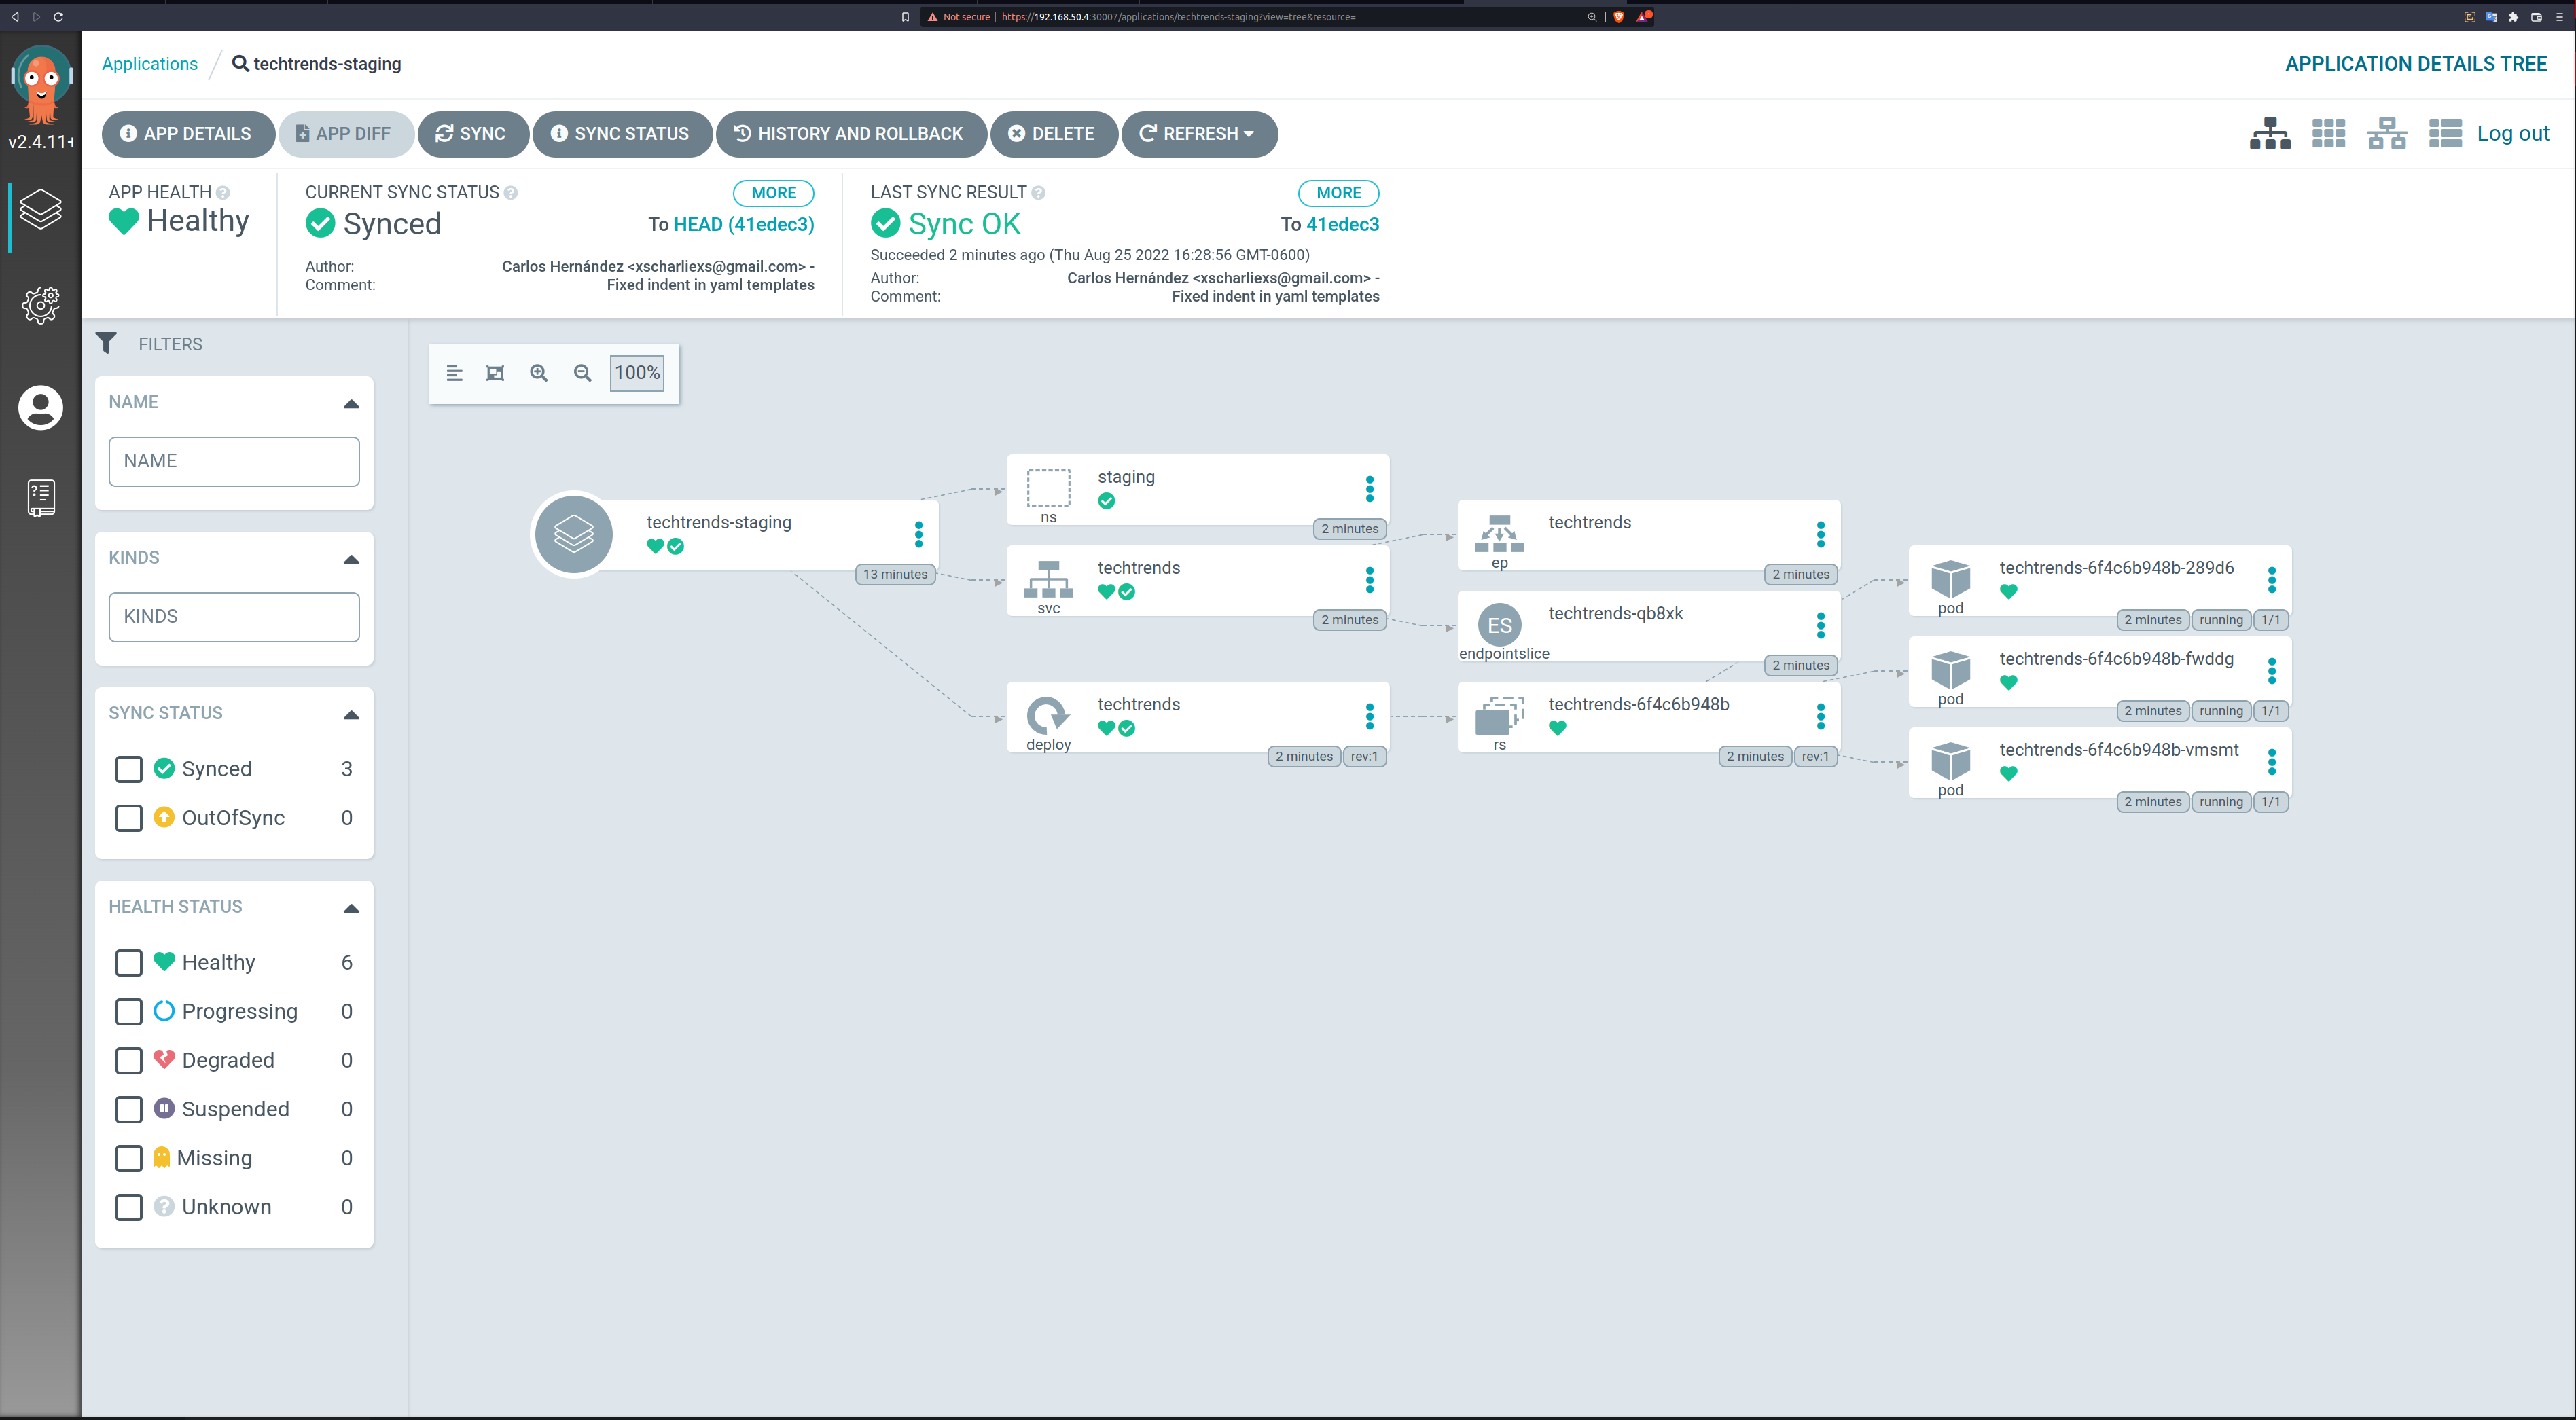 Not secure https://192.168.50.4:30007/applications/techtrends-staging?view=tree&resource=
Applications / techtrends-staging
APPLICATION DETAILS TREE
v2.4.11+
APP DETAILS APP DIFF SYNC SYNC STATUS HISTORY AND ROLLBACK DELETE REFRESH
Log out
APP HEALTH
Healthy
CURRENT SYNC STATUS MORE
Synced To HEAD (41edec3)
Author: Carlos Hernández <xscharliexs@gmail.com> -
Comment: Fixed indent in yaml templates
LAST SYNC RESULT MORE
Sync OK To 41edec3
Succeeded 2 minutes ago (Thu Aug 25 2022 16:28:56 GMT-0600)
Author: Carlos Hernández <xscharliexs@gmail.com> -
Comment: Fixed indent in yaml templates
FILTERS
NAME
NAME
KINDS
KINDS
SYNC STATUS
Synced 3
OutOfSync 0
HEALTH STATUS
Healthy 6
Progressing 0
Degraded 0
Suspended 0
Missing 0
Unknown 0
100%
techtrends-staging
13 minutes
staging
ns
2 minutes
techtrends
svc
2 minutes
techtrends
deploy
2 minutes rev:1
techtrends
ep
2 minutes
ES
techtrends-qb8xk
endpointslice
2 minutes
techtrends-6f4c6b948b
rs
2 minutes rev:1
techtrends-6f4c6b948b-289d6
pod
2 minutes running 1/1
techtrends-6f4c6b948b-fwddg
pod
2 minutes running 1/1
techtrends-6f4c6b948b-vmsmt
pod
2 minutes running 1/1